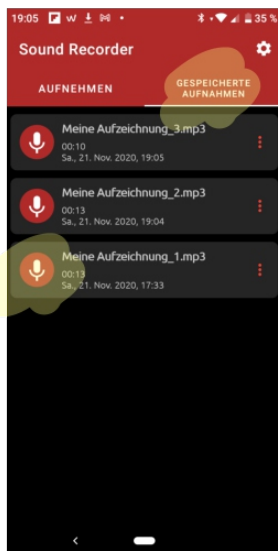 19:05 35 %
Sound Recorder
AUFNEHMEN
GESPEICHERTE
AUFNAHMEN
Meine Aufzeichnung_3.mp3
00:10
Sa., 21. Nov. 2020, 19:05
Meine Aufzeichnung_2.mp3
00:13
Sa., 21. Nov. 2020, 19:04
Meine Aufzeichnung_1.mp3
00:13
Sa., 21. Nov. 2020, 17:33